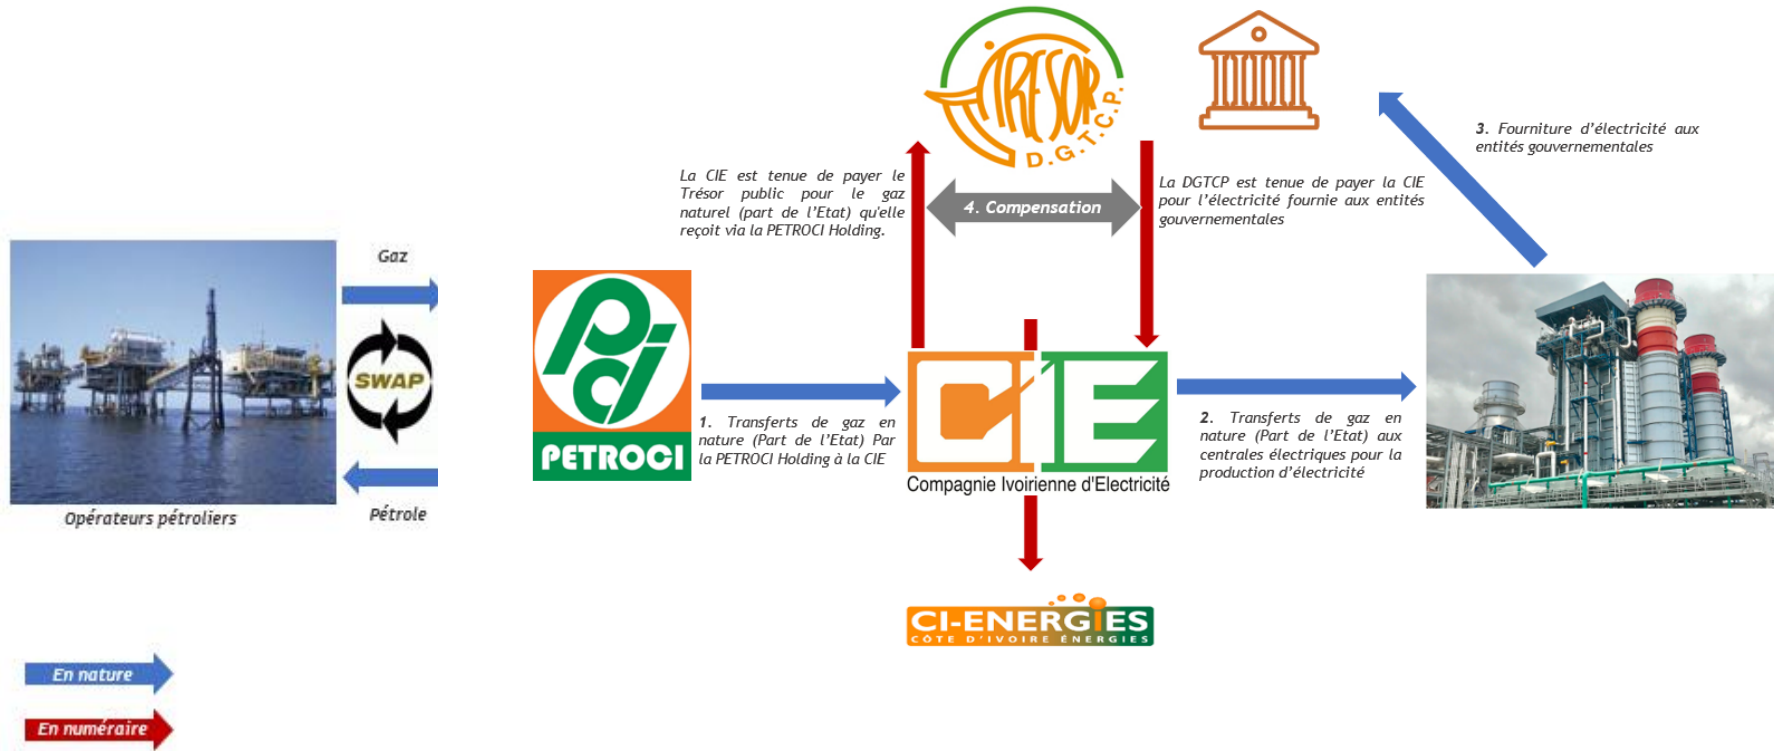 TRESOR
D.G.T.C.P.
3. Fourniture d’électricité aux
entités gouvernementales
La CIE est tenue de payer le
Trésor public pour le gaz
naturel (part de l’Etat) qu'elle
reçoit via la PETROCI Holding.
4. Compensation
La DGTCP est tenue de payer la CIE
pour l’électricité fournie aux entités
gouvernementales
Gaz
SWAP
Pétrole
Opérateurs pétroliers
pci
PETROCI
1. Transferts de gaz en
nature (Part de l’Etat) Par
la PETROCI Holding à la CIE
CIE
Compagnie Ivoirienne d'Electricité
2. Transferts de gaz en
nature (Part de l’Etat) aux
centrales électriques pour la
production d’électricité
CI-ENERGIES
CÔTE D'IVOIRE ÉNERGIES
En nature
En numéraire